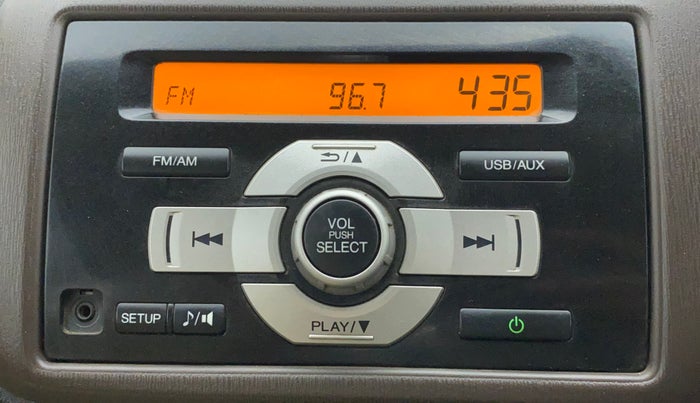 FM 96.7 435
FM/AM
USB/AUX
VOL
PUSH
SELECT
SETUP
PLAY/▼